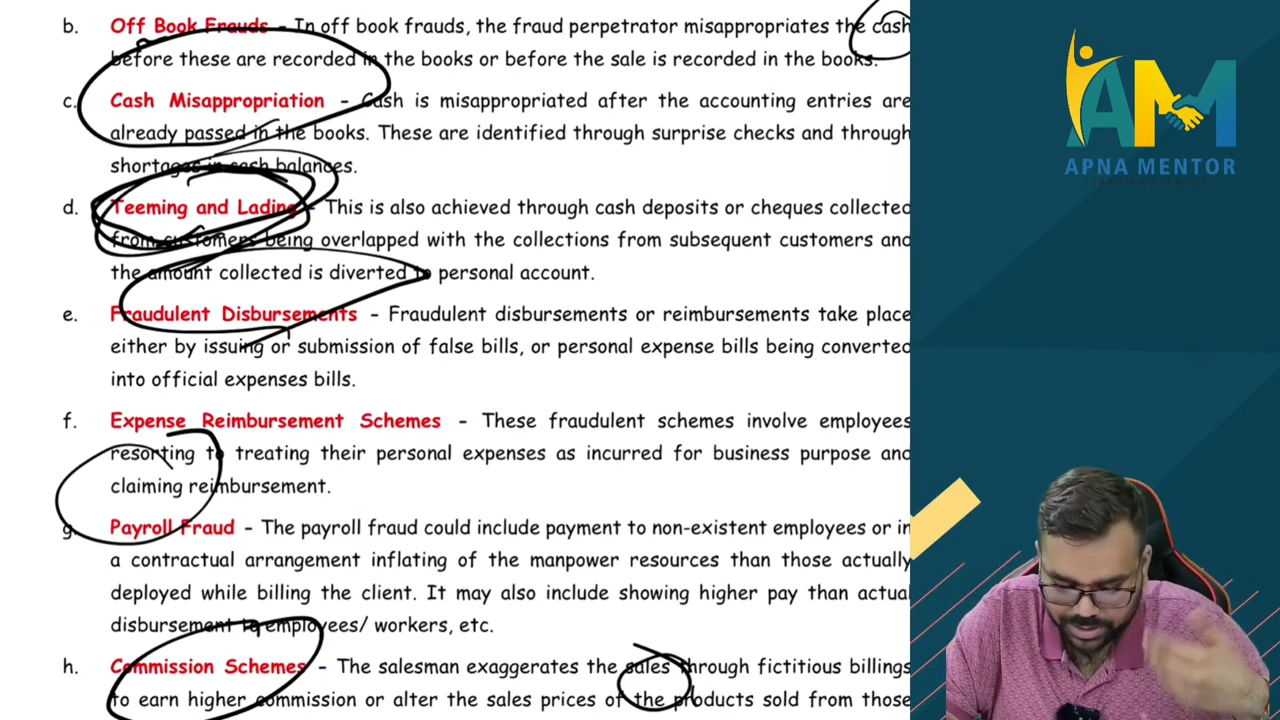 b. Off Book Frauds - In off book frauds, the fraud perpetrator misappropriates the cash
before these are recorded in the books or before the sale is recorded in the books.
c. Cash Misappropriation - Cash is misappropriated after the accounting entries are
already passed in the books. These are identified through surprise checks and through
shortages in cash balances.
d. Teeming and Lading - This is also achieved through cash deposits or cheques collected
from customers being overlapped with the collections from subsequent customers and
the amount collected is diverted to personal account.
e. Fraudulent Disbursements - Fraudulent disbursements or reimbursements take place
either by issuing or submission of false bills, or personal expense bills being converted
into official expenses bills.
f. Expense Reimbursement Schemes - These fraudulent schemes involve employees
resorting to treating their personal expenses as incurred for business purpose and
claiming reimbursement.
g. Payroll Fraud - The payroll fraud could include payment to non-existent employees or in
a contractual arrangement inflating of the manpower resources than those actually
deployed while billing the client. It may also include showing higher pay than actual
disbursement to employees/ workers, etc.
h. Commission Schemes - The salesman exaggerates the sales through fictitious billings
to earn higher commission or alter the sales prices of the products sold from those
AM
APNA MENTOR
LEARNING NETWORK